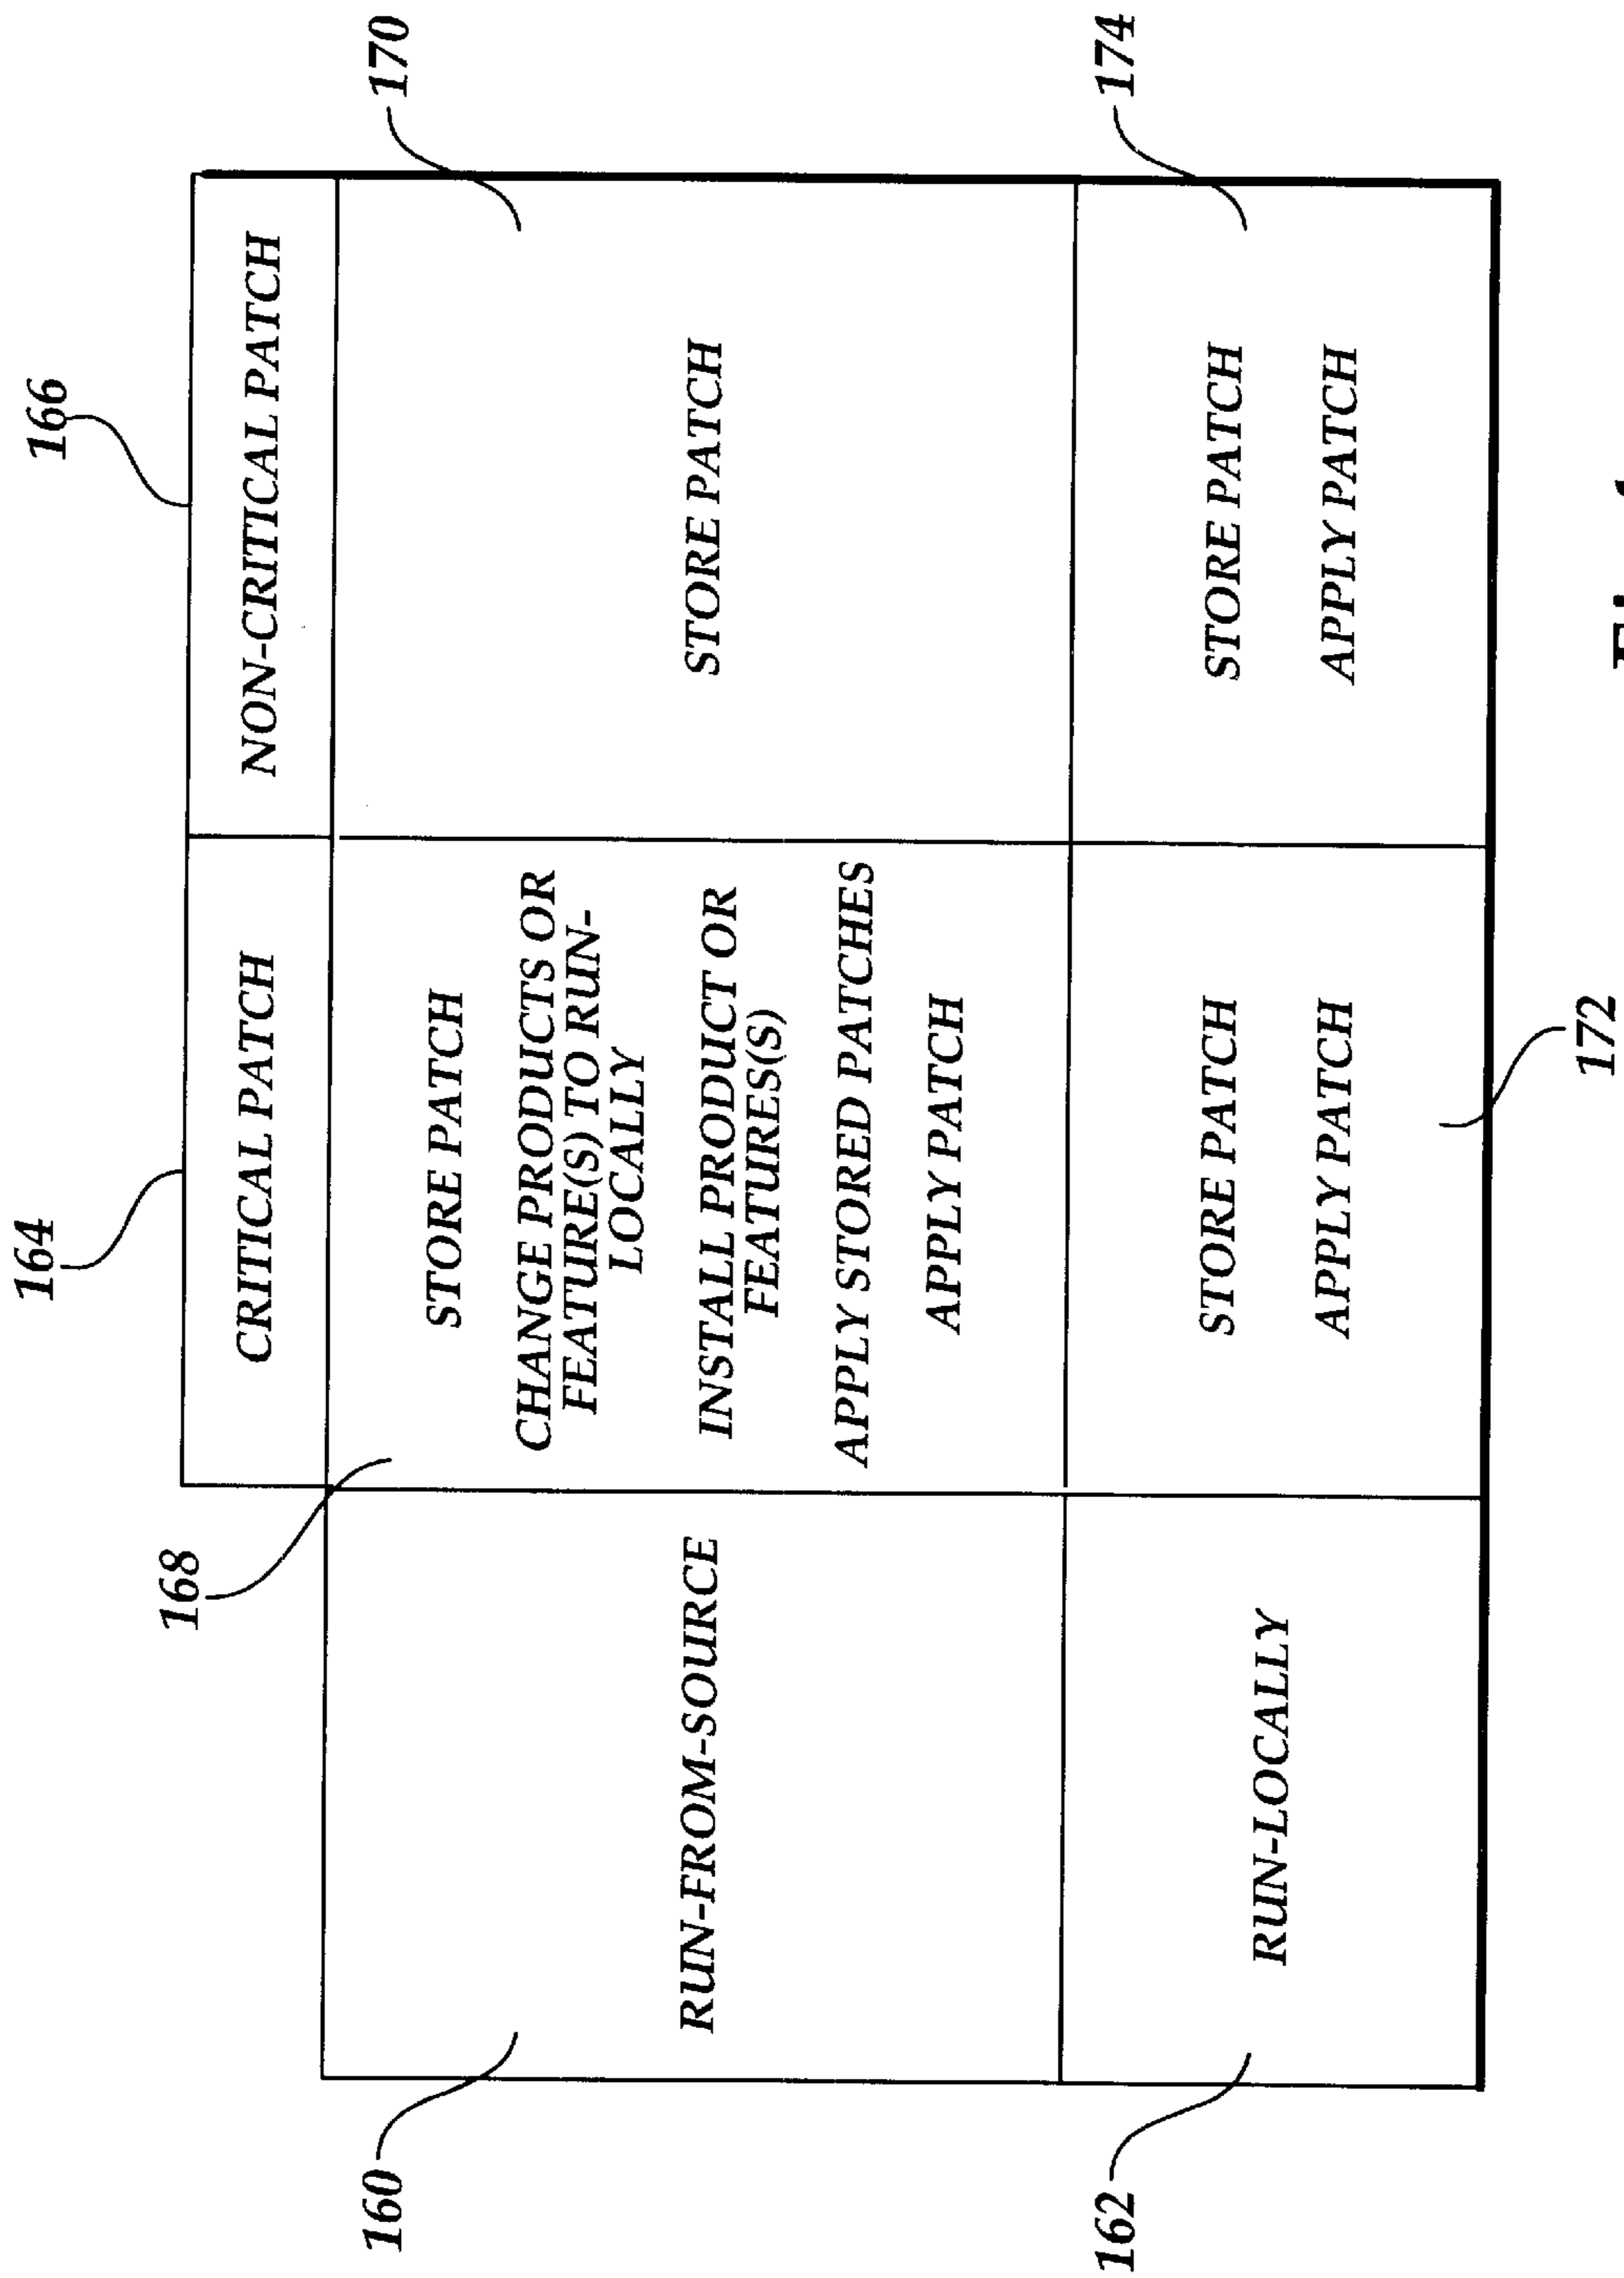 164
166
CRITICAL PATCH
NON-CRITICAL PATCH
168
170
160
RUN-FROM-SOURCE
STORE PATCH
CHANGE PRODUCTS OR
FEATURE(S) TO RUN-
LOCALLY
INSTALL PRODUCT OR
FEATURES(S)
APPLY STORED PATCHES
APPLY PATCH
STORE PATCH
162
RUN-LOCALLY
STORE PATCH
APPLY PATCH
STORE PATCH
APPLY PATCH
174
172